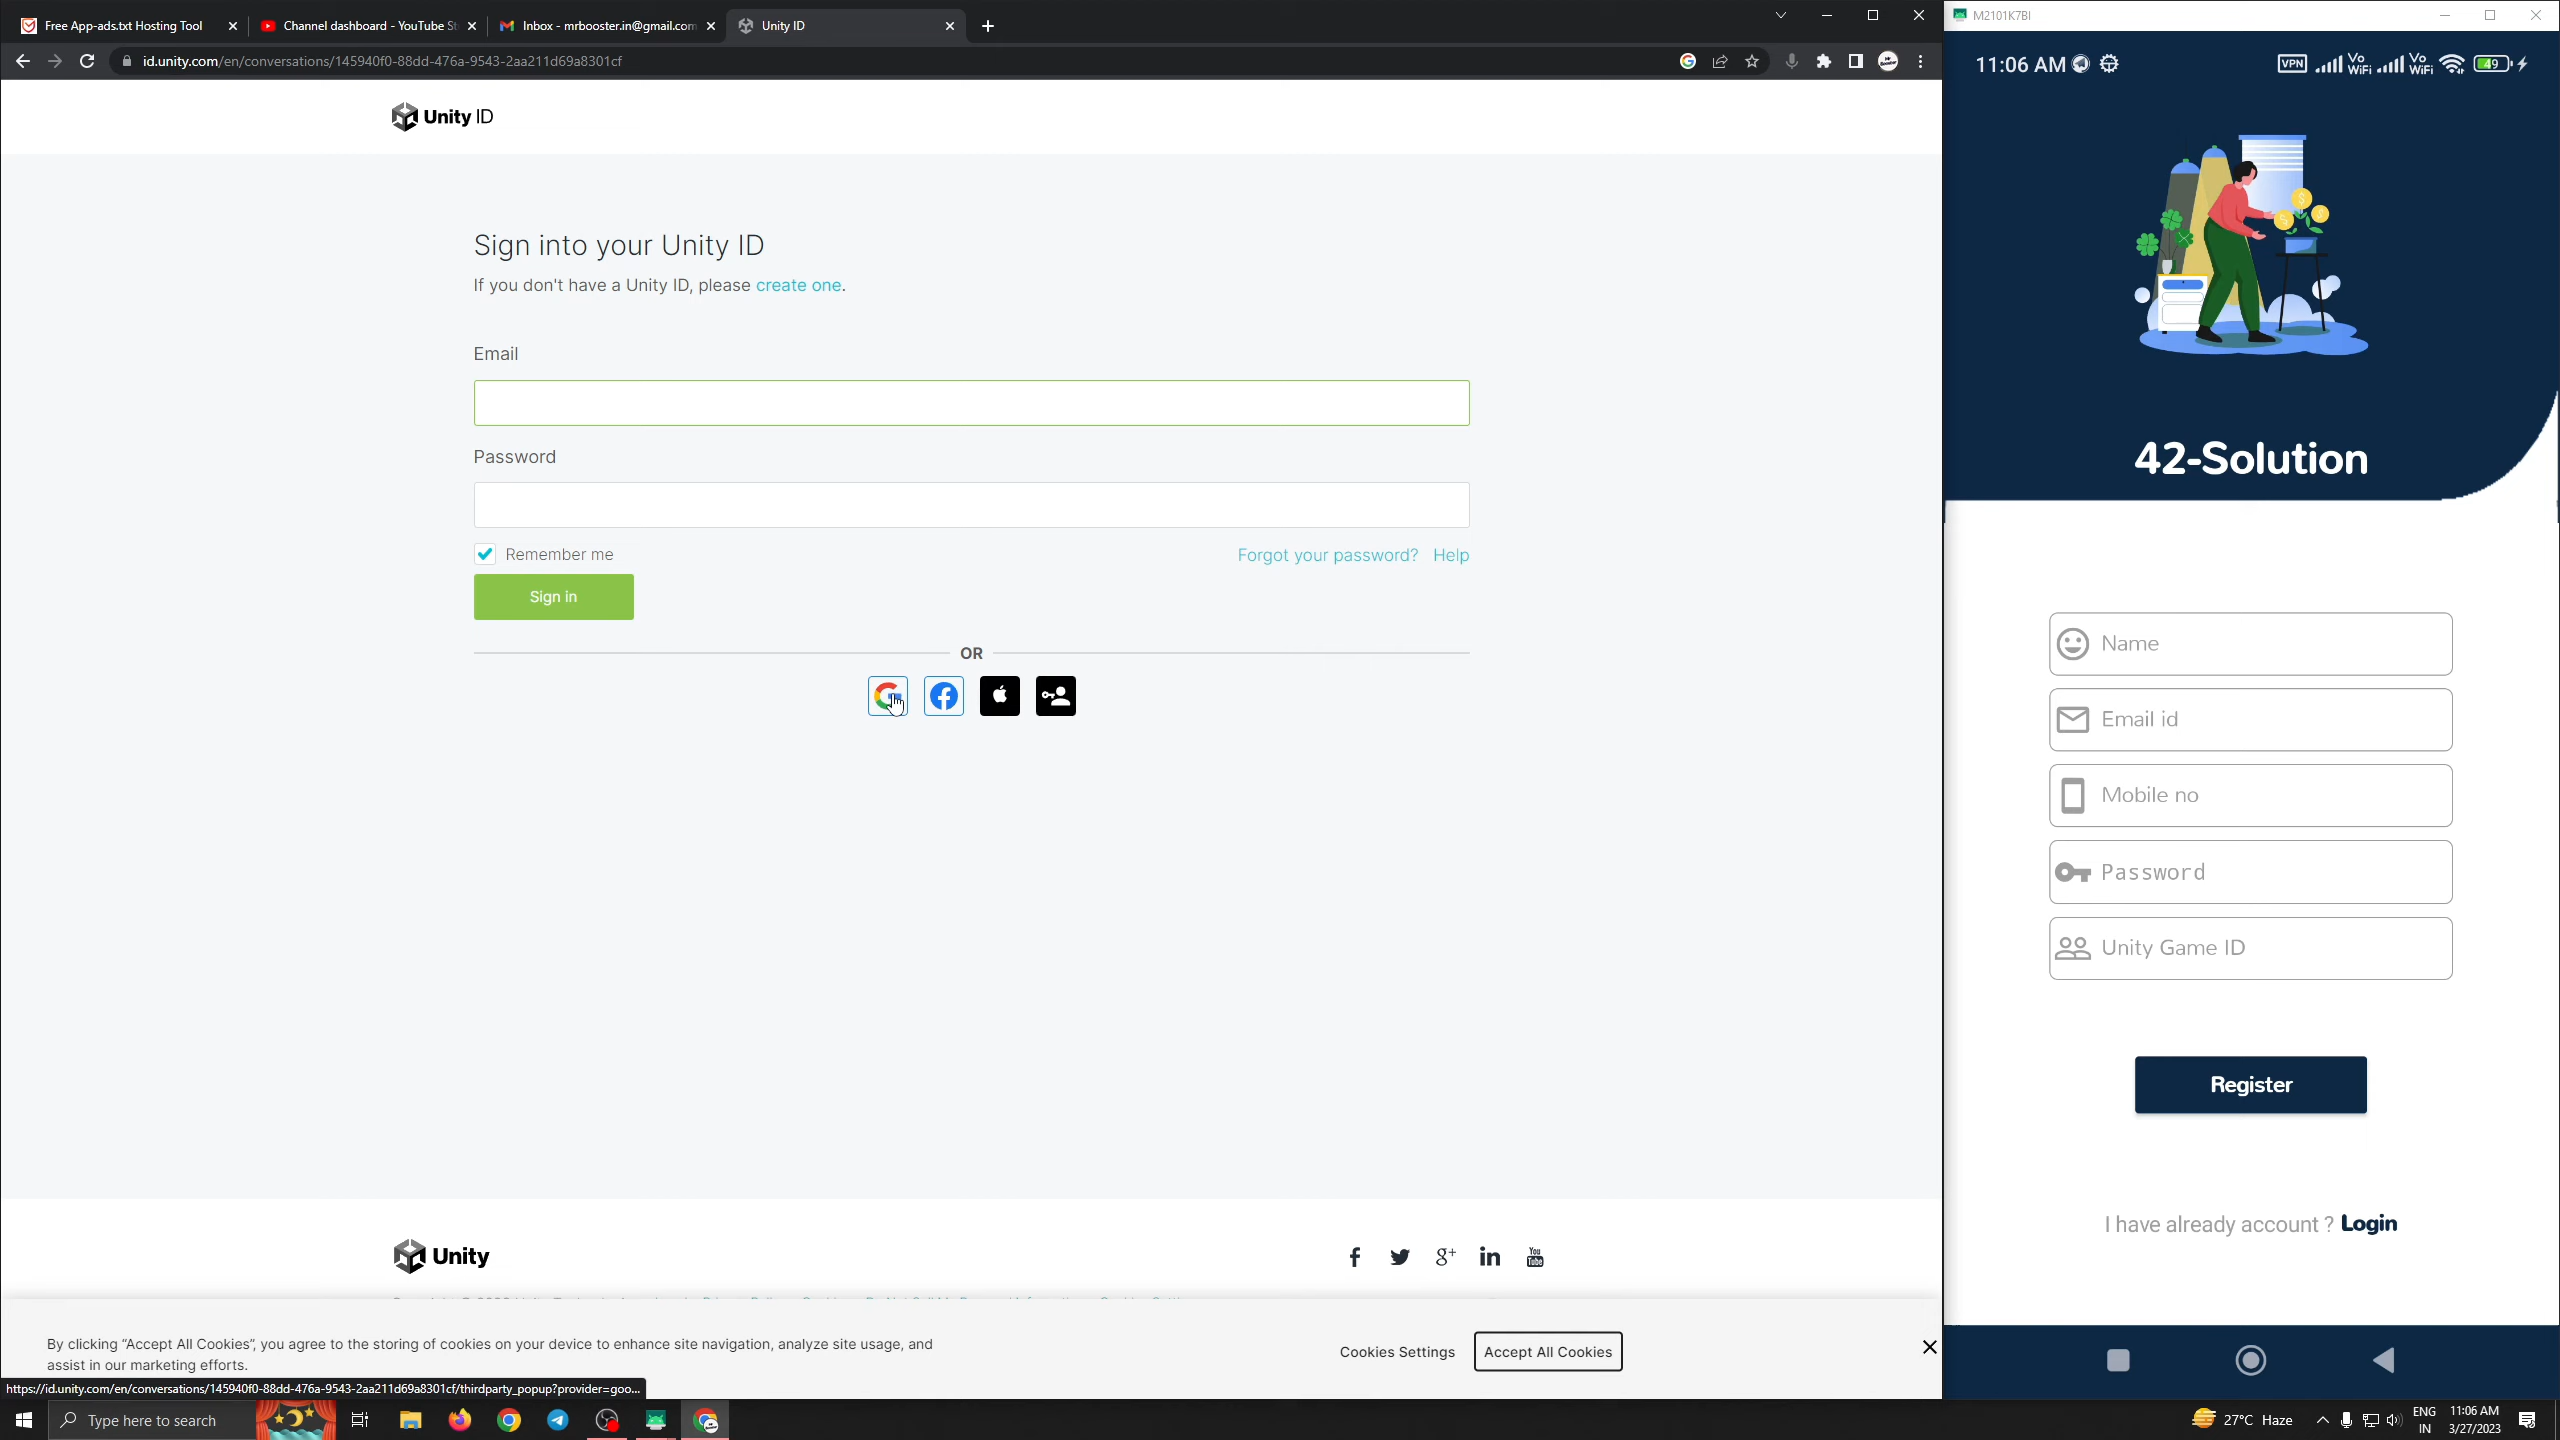 Free App-ads.txt Hosting Tool
Channel dashboard - YouTube St
Inbox - mrbooster.in@gmail.com
Unity ID
id.unity.com/en/conversations/145940f0-88dd-476a-9543-2aa211d69a8301cf
Unity ID
Sign into your Unity ID
If you don't have a Unity ID, please create one.
Email
Password
Remember me
Forgot your password? Help
Sign in
OR
Unity
By clicking “Accept All Cookies”, you agree to the storing of cookies on your device to enhance site navigation, analyze site usage, and
assist in our marketing efforts.
Cookies Settings
Accept All Cookies
https://id.unity.com/en/conversations/145940f0-88dd-476a-9543-2aa211d69a8301cf/thirdparty_popup?provider=goo...
M2101K7BI
11:06 AM
VPN
Vo
WiFi
Vo
WiFi
49
42-Solution
Name
Email id
Mobile no
Password
Unity Game ID
Register
I have already account ? Login
Type here to search
27°C Haze
ENG
IN
11:06 AM
3/27/2023